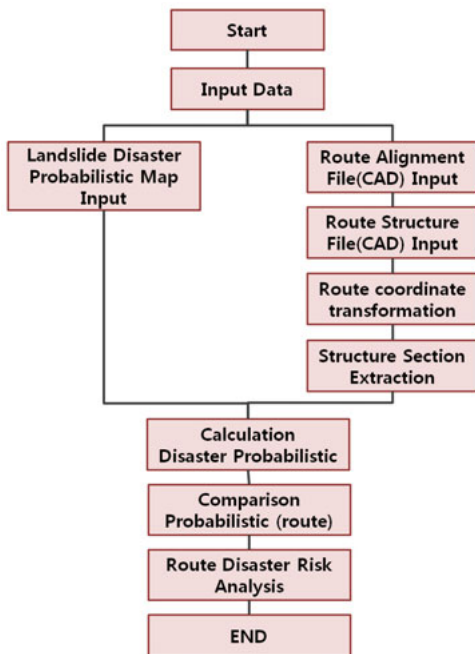 Start
Input Data
Landslide Disaster
Probabilistic Map
Input
Route Alignment
File(CAD) Input
Route Structure
File(CAD) Input
Route coordinate
transformation
Structure Section
Extraction
Calculation
Disaster Probabilistic
Comparison
Probabilistic (route)
Route Disaster Risk
Analysis
END